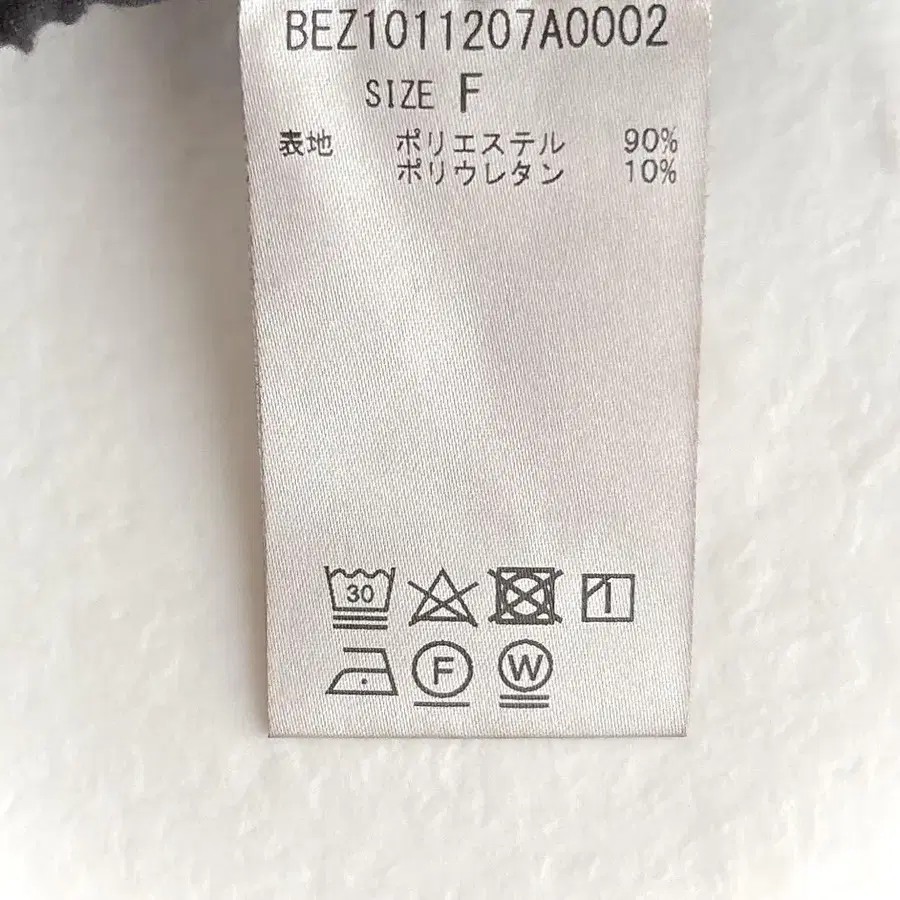 BEZ1011207A0002
SIZE F
表地 ポリエステル 90%
ポリウレタン 10%
30
F W